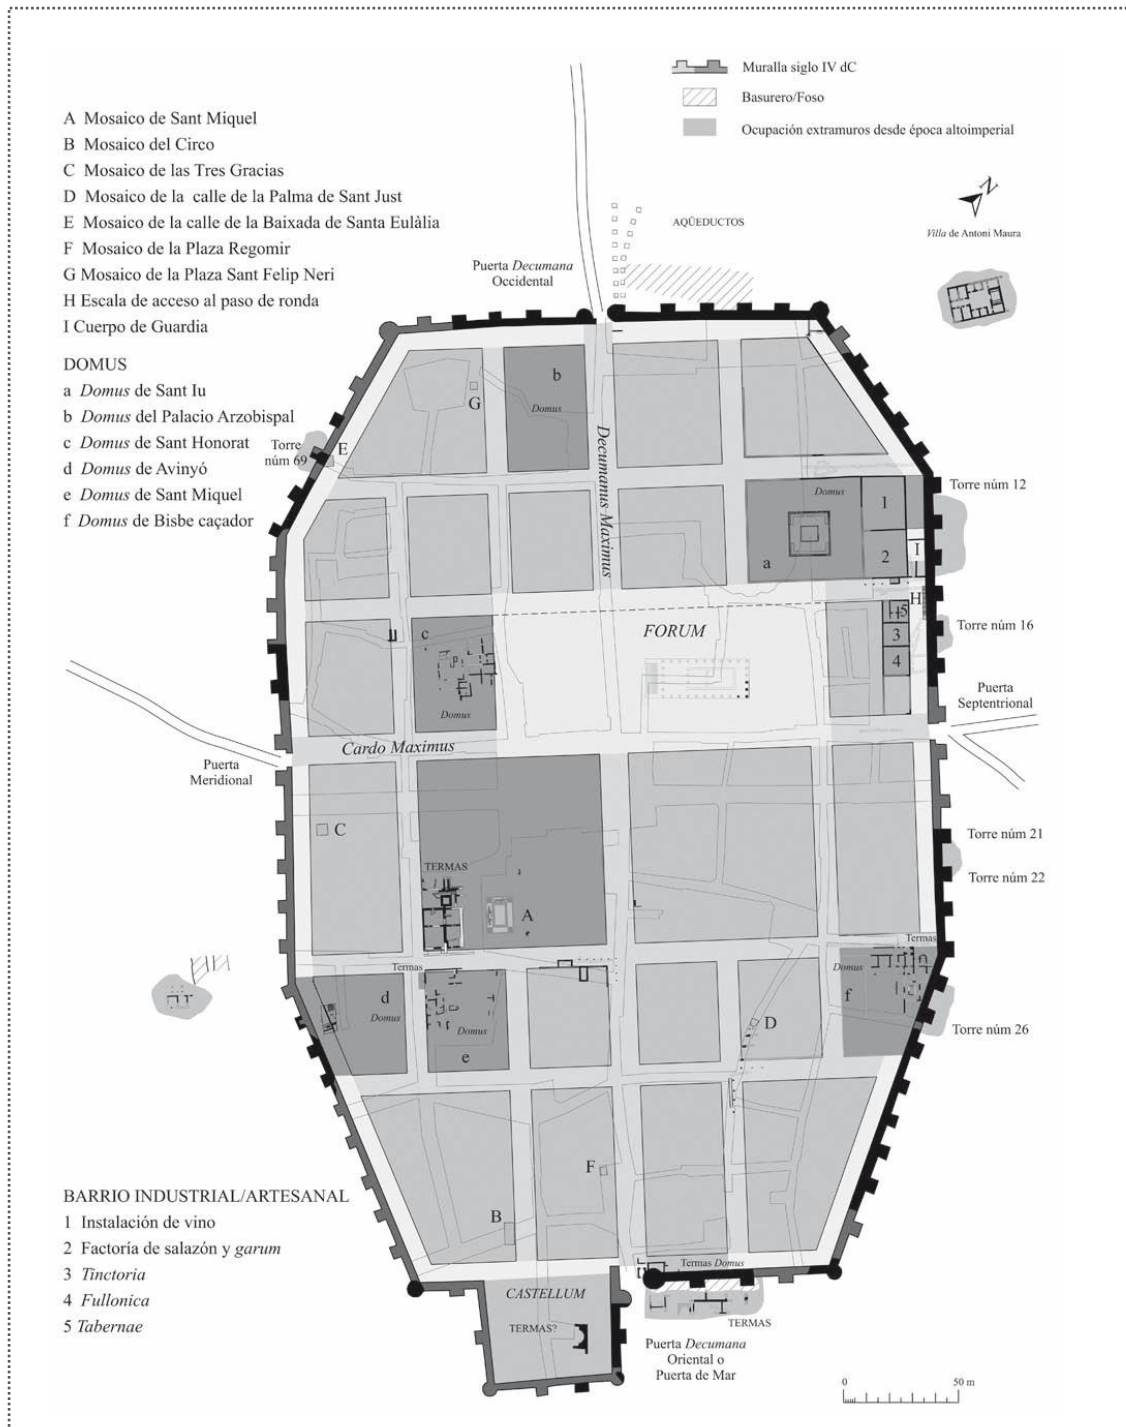 Muralla siglo IV dC
Basurero/Foso
Ocupación extramuros desde época altoimperial
A Mosaico de Sant Miquel
B Mosaico del Circo
C Mosaico de las Tres Gracias
D Mosaico de la calle de la Palma de Sant Just
E Mosaico de la calle de la Baixada de Santa Eulàlia
F Mosaico de la Plaza Regomir
G Mosaico de la Plaza Sant Felip Neri
H Escala de acceso al paso de ronda
I Cuerpo de Guardia
DOMUS
a Domus de Sant Iu
b Domus del Palacio Arzobispal
c Domus de Sant Honorat
d Domus de Avinyó
e Domus de Sant Miquel
f Domus de Bisbe caçador
N
Villa de Antoni Maura
AQÜEDUCTOS
Puerta Decumana
Occidental
b
Domus
G
Decumanus Maximus
Torre
núm 69
E
Torre núm 12
Domus
1
2
I
a
H
5
3
4
c
Domus
FORUM
Torre núm 16
Puerta
Septentrional
Cardo Maximus
Puerta
Meridional
C
TERMAS
A
Torre núm 21
Torre núm 22
Termas
d
Domus
Domus
e
D
Termas
Domus
f
Torre núm 26
F
B
BARRIO INDUSTRIAL/ARTESANAL
1 Instalación de vino
2 Factoría de salazón y garum
3 Tinctoria
4 Fullonica
5 Tabernae
CASTELLUM
TERMAS?
Termas Domus
TERMAS
Puerta Decumana
Oriental o
Puerta de Mar
0 50 m